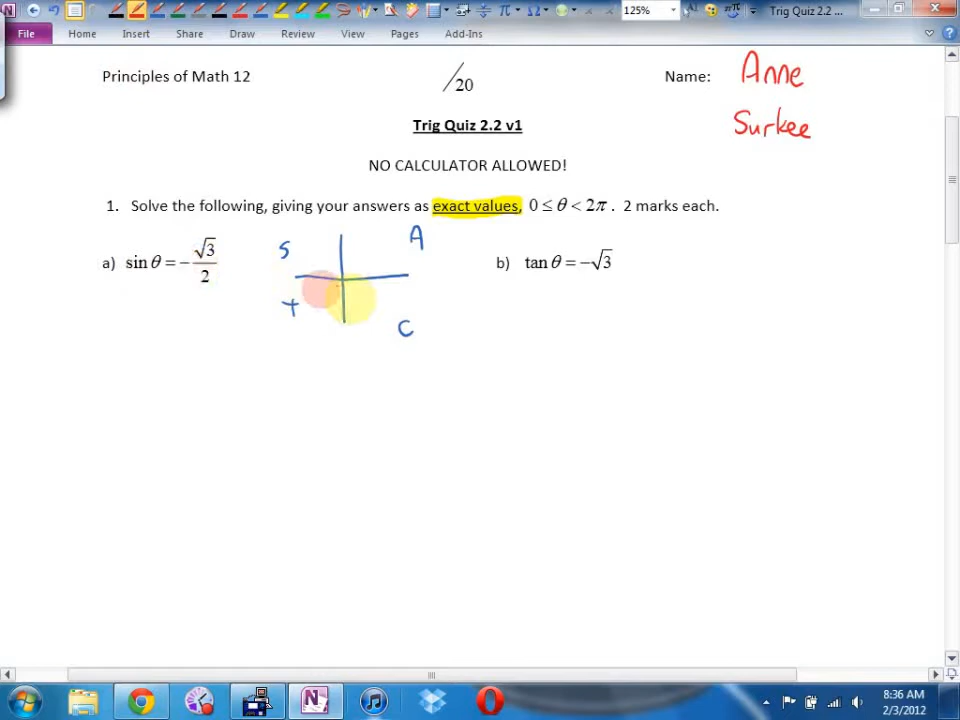 125%
Trig Quiz 2.2 ...
File Home Insert Share Draw Review View Pages Add-Ins
Principles of Math 12 /20 Name: Anne
Surkee
Trig Quiz 2.2 v1
NO CALCULATOR ALLOWED!
1. Solve the following, giving your answers as exact values, 0 ≤ θ < 2π . 2 marks each.
S A
a) sin θ = −√3/2 b) tan θ = −√3
T C
8:36 AM
2/3/2012